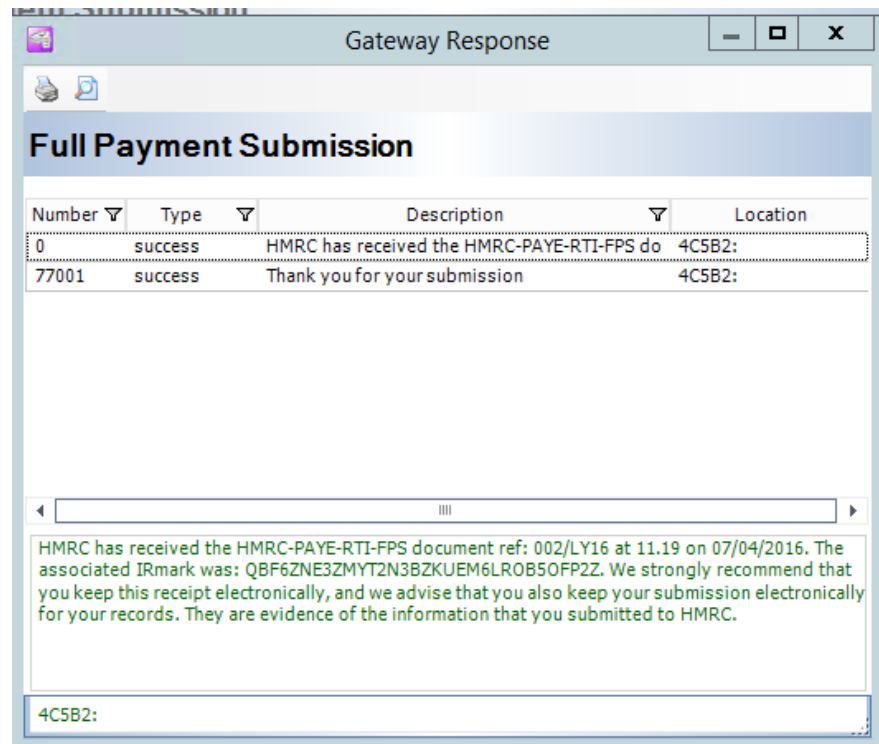 Gateway Response
Full Payment Submission
Number Type Description Location
0 success HMRC has received the HMRC-PAYE-RTI-FPS do 4C5B2:
77001 success Thank you for your submission 4C5B2:
HMRC has received the HMRC-PAYE-RTI-FPS document ref: 002/LY16 at 11.19 on 07/04/2016. The
associated IRmark was: QBF6ZNE3ZMYT2N3BZKUEM6LROB5OFP2Z. We strongly recommend that
you keep this receipt electronically, and we advise that you also keep your submission electronically
for your records. They are evidence of the information that you submitted to HMRC.
4C5B2: